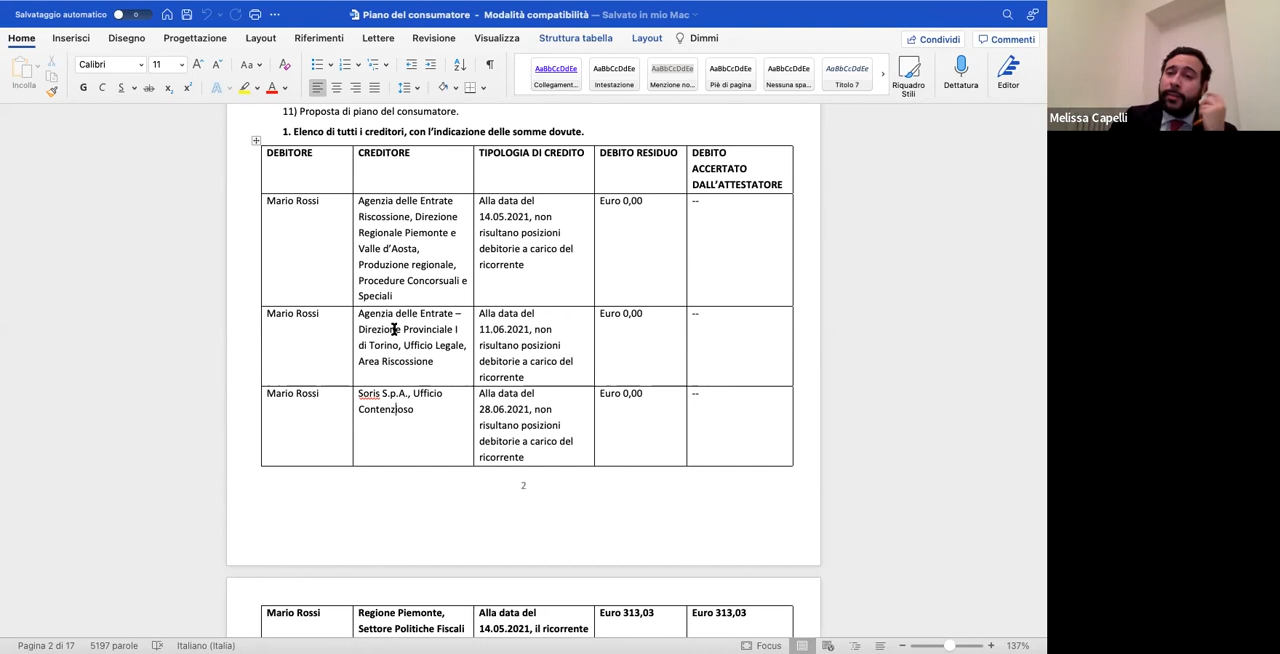 Salvataggio automatico
Piano del consumatore - Modalità compatibilità — Salvato in mio Mac
Home Inserisci Disegno Progettazione Layout Riferimenti Lettere Revisione Visualizza Struttura tabella Layout Dimmi
Condividi Commenti
Incolla
Calibri 11
G C S ab x₂ x²
AaBbCcDdEe AaBbCcDdEe AaBbCcDdEe AaBbCcDdEe AaBbCcDdEe AaBbCcDdEe
Collegament... Intestazione Menzione no... Piè di pagina Nessuna spa... Titolo 7
Riquadro Stili
Dettatura
Editor
Melissa Capelli
11) Proposta di piano del consumatore.
1. Elenco di tutti i creditori, con l’indicazione delle somme dovute.
DEBITORE CREDITORE TIPOLOGIA DI CREDITO DEBITO RESIDUO DEBITO
ACCERTATO
DALL’ATTESTATORE
Mario Rossi Agenzia delle Entrate Alla data del Euro 0,00 --
Riscossione, Direzione 14.05.2021, non
Regionale Piemonte e risultano posizioni
Valle d’Aosta, debitorie a carico del
Produzione regionale, ricorrente
Procedure Concorsuali e
Speciali
Mario Rossi Agenzia delle Entrate – Alla data del Euro 0,00 --
Direzione Provinciale I 11.06.2021, non
di Torino, Ufficio Legale, risultano posizioni
Area Riscossione debitorie a carico del
ricorrente
Mario Rossi Soris S.p.A., Ufficio Alla data del Euro 0,00 --
Contenzioso 28.06.2021, non
risultano posizioni
debitorie a carico del
ricorrente
2
Mario Rossi Regione Piemonte, Alla data del Euro 313,03 Euro 313,03
Settore Politiche Fiscali 14.05.2021, il ricorrente
Pagina 2 di 17 5197 parole Italiano (Italia) Focus 137%